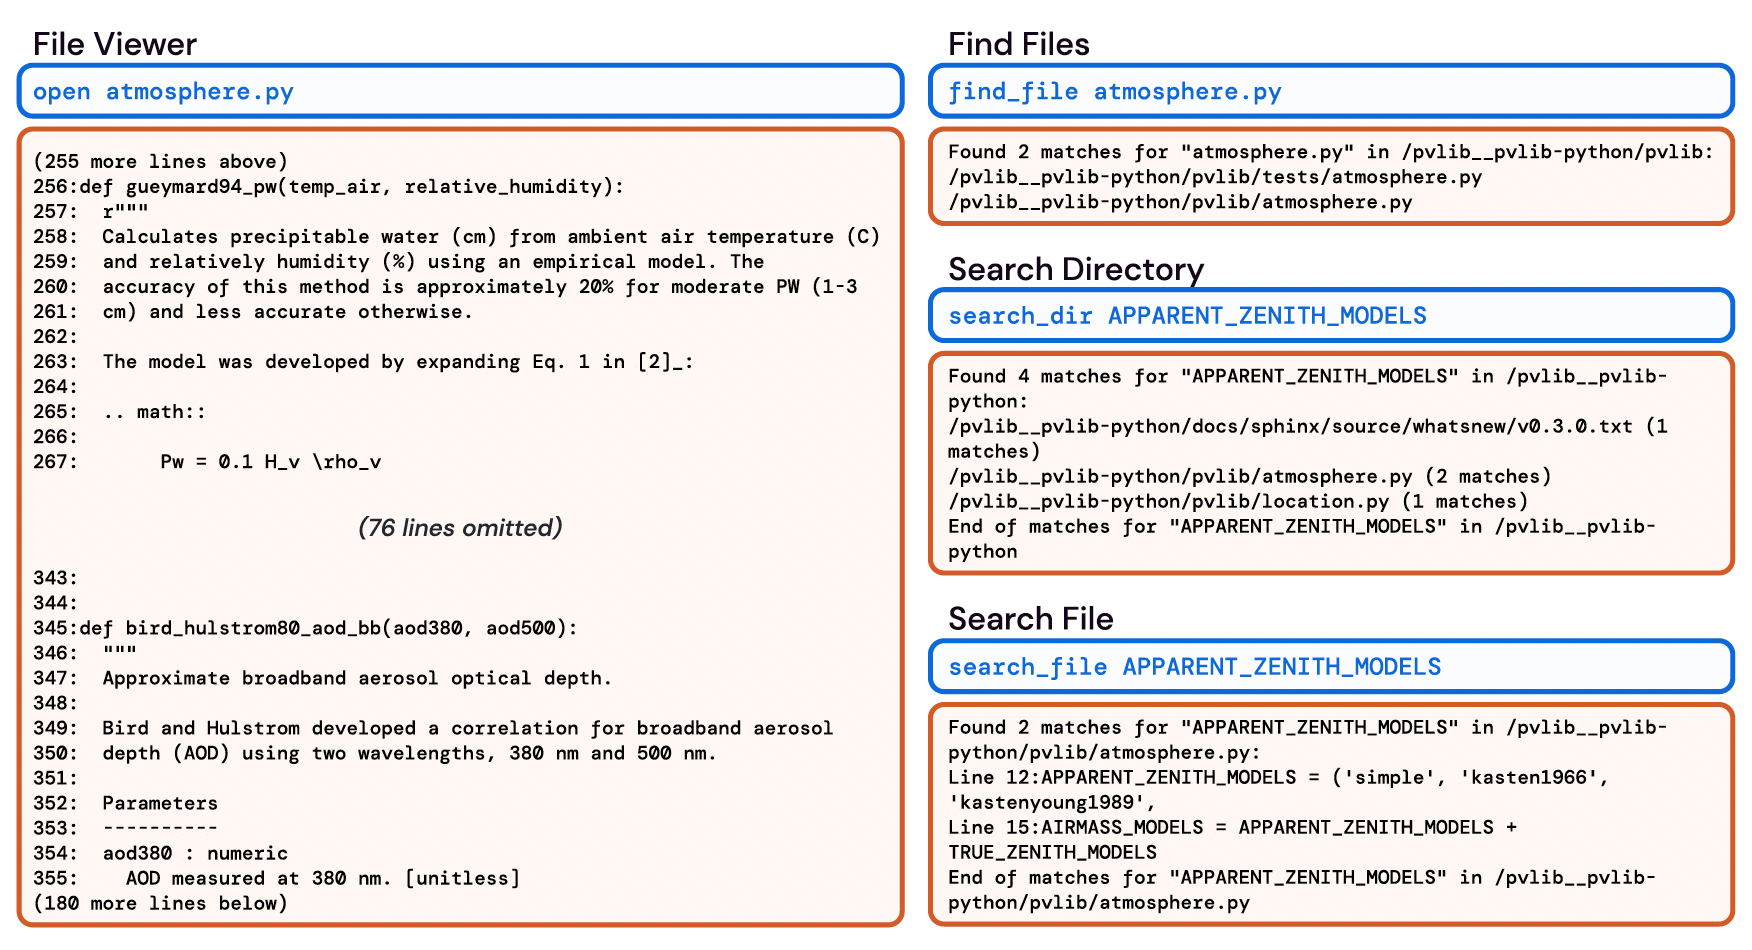 File Viewer
open atmosphere.py
(255 more lines above)
256:def gueymard94_pw(temp_air, relative_humidity):
257:  r"""
258:  Calculates precipitable water (cm) from ambient air temperature (C)
259:  and relatively humidity (%) using an empirical model. The
260:  accuracy of this method is approximately 20% for moderate PW (1-3
261:  cm) and less accurate otherwise.
262:
263:  The model was developed by expanding Eq. 1 in [2]_:
264:
265:  .. math::
266:
267:       Pw = 0.1 H_v \rho_v
(76 lines omitted)
343:
344:
345:def bird_hulstrom80_aod_bb(aod380, aod500):
346:  """
347:  Approximate broadband aerosol optical depth.
348:
349:  Bird and Hulstrom developed a correlation for broadband aerosol
350:  depth (AOD) using two wavelengths, 380 nm and 500 nm.
351:
352:  Parameters
353:  ----------
354:  aod380 : numeric
355:    AOD measured at 380 nm. [unitless]
(180 more lines below)
Find Files
find_file atmosphere.py
Found 2 matches for "atmosphere.py" in /pvlib__pvlib-python/pvlib:
/pvlib__pvlib-python/pvlib/tests/atmosphere.py
/pvlib__pvlib-python/pvlib/atmosphere.py
Search Directory
search_dir APPARENT_ZENITH_MODELS
Found 4 matches for "APPARENT_ZENITH_MODELS" in /pvlib__pvlib-
python:
/pvlib__pvlib-python/docs/sphinx/source/whatsnew/v0.3.0.txt (1
matches)
/pvlib__pvlib-python/pvlib/atmosphere.py (2 matches)
/pvlib__pvlib-python/pvlib/location.py (1 matches)
End of matches for "APPARENT_ZENITH_MODELS" in /pvlib__pvlib-
python
Search File
search_file APPARENT_ZENITH_MODELS
Found 2 matches for "APPARENT_ZENITH_MODELS" in /pvlib__pvlib-
python/pvlib/atmosphere.py:
Line 12:APPARENT_ZENITH_MODELS = ('simple', 'kasten1966',
'kastenyoung1989',
Line 15:AIRMASS_MODELS = APPARENT_ZENITH_MODELS +
TRUE_ZENITH_MODELS
End of matches for "APPARENT_ZENITH_MODELS" in /pvlib__pvlib-
python/pvlib/atmosphere.py